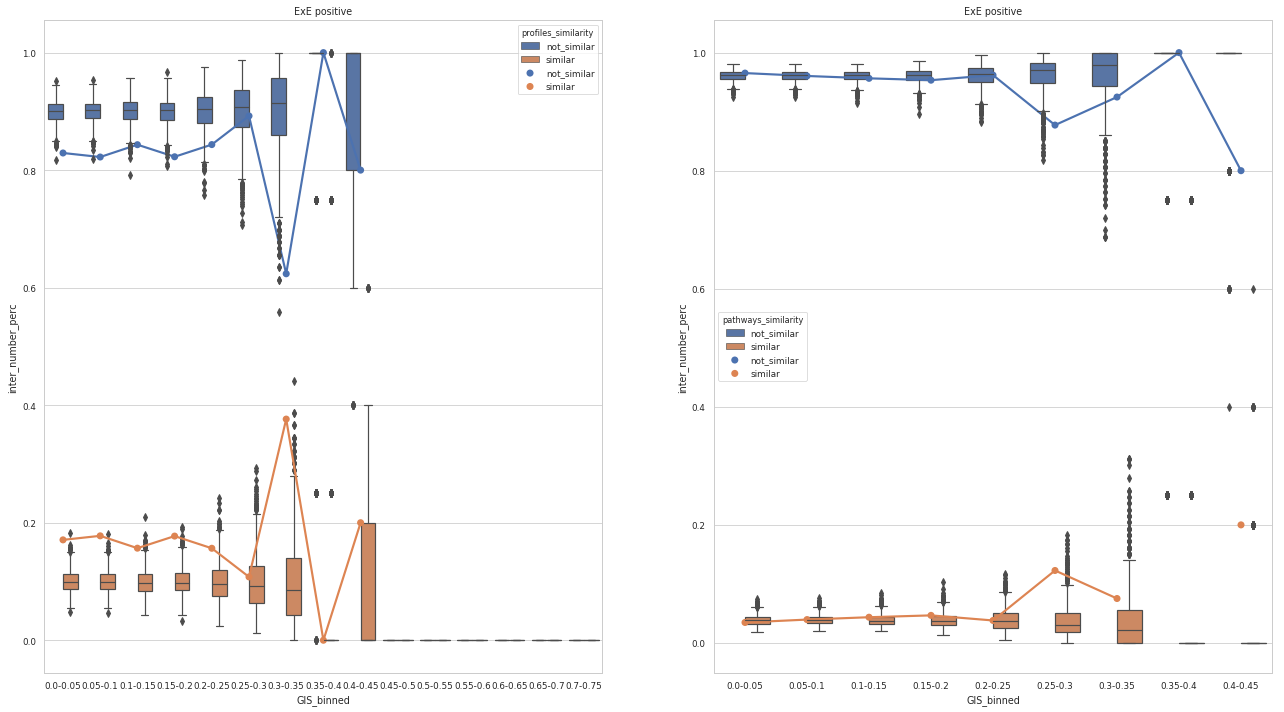 ExE positive
profiles_similarity
not_similar
similar
not_similar
similar
1.0
0.8
0.6
0.4
0.2
0.0
inter_number_perc
0.0-0.05 0.05-0.1 0.1-0.15 0.15-0.2 0.2-0.25 0.25-0.3 0.3-0.35 0.35-0.4 0.4-0.45 0.45-0.5 0.5-0.55 0.55-0.6 0.6-0.65 0.65-0.7 0.7-0.75
GIS_binned
ExE positive
1.0
0.8
0.6
0.4
0.2
0.0
inter_number_perc
pathways_similarity
not_similar
similar
not_similar
similar
0.0-0.05 0.05-0.1 0.1-0.15 0.15-0.2 0.2-0.25 0.25-0.3 0.3-0.35 0.35-0.4 0.4-0.45
GIS_binned